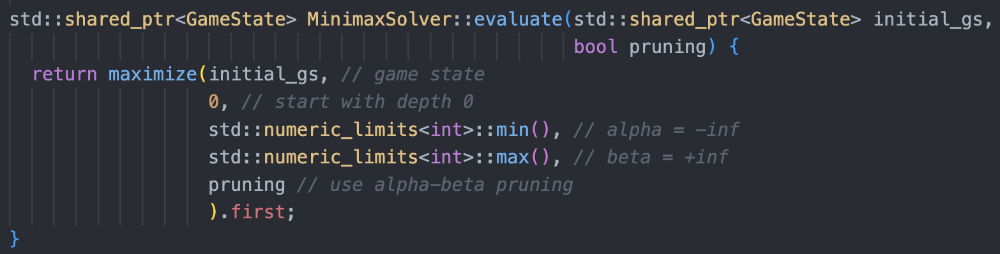 std::shared_ptr<GameState> MinimaxSolver::evaluate(std::shared_ptr<GameState> initial_gs,
bool pruning) {
return maximize(initial_gs, // game state
0, // start with depth 0
std::numeric_limits<int>::min(), // alpha = -inf
std::numeric_limits<int>::max(), // beta = +inf
pruning // use alpha-beta pruning
).first;
}